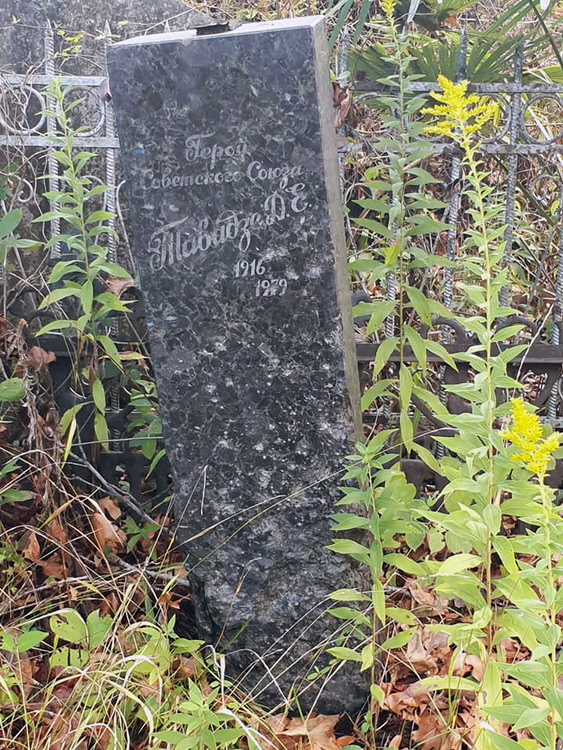 Герой
Советского Союза
Тавадзе Д. Е.
1916
1979